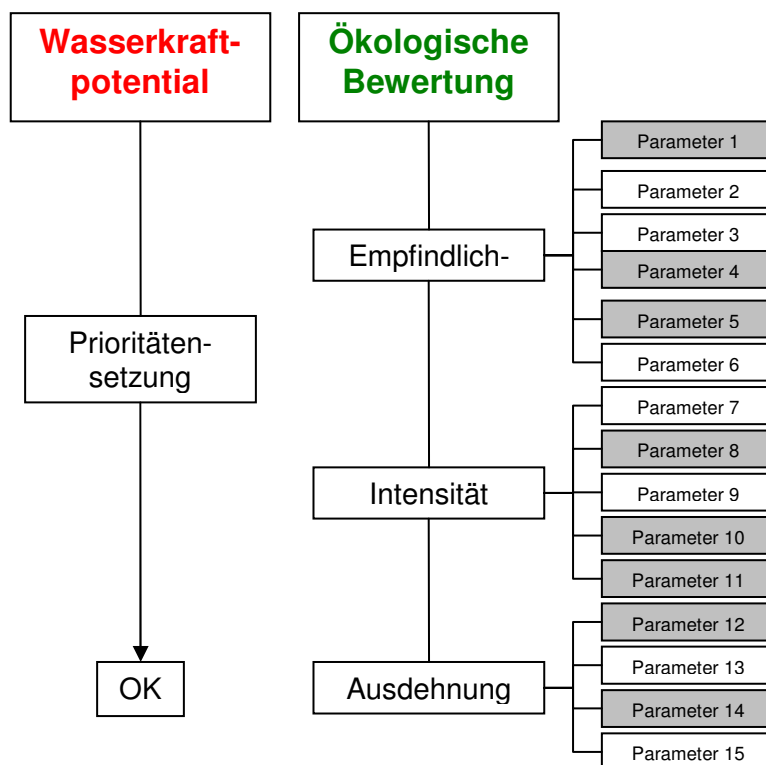 Wasserkraft-
potential
Prioritäten-
setzung
OK
Ökologische
Bewertung
Empfindlich-
Parameter 1
Parameter 2
Parameter 3
Parameter 4
Parameter 5
Parameter 6
Intensität
Parameter 7
Parameter 8
Parameter 9
Parameter 10
Parameter 11
Ausdehnung
Parameter 12
Parameter 13
Parameter 14
Parameter 15